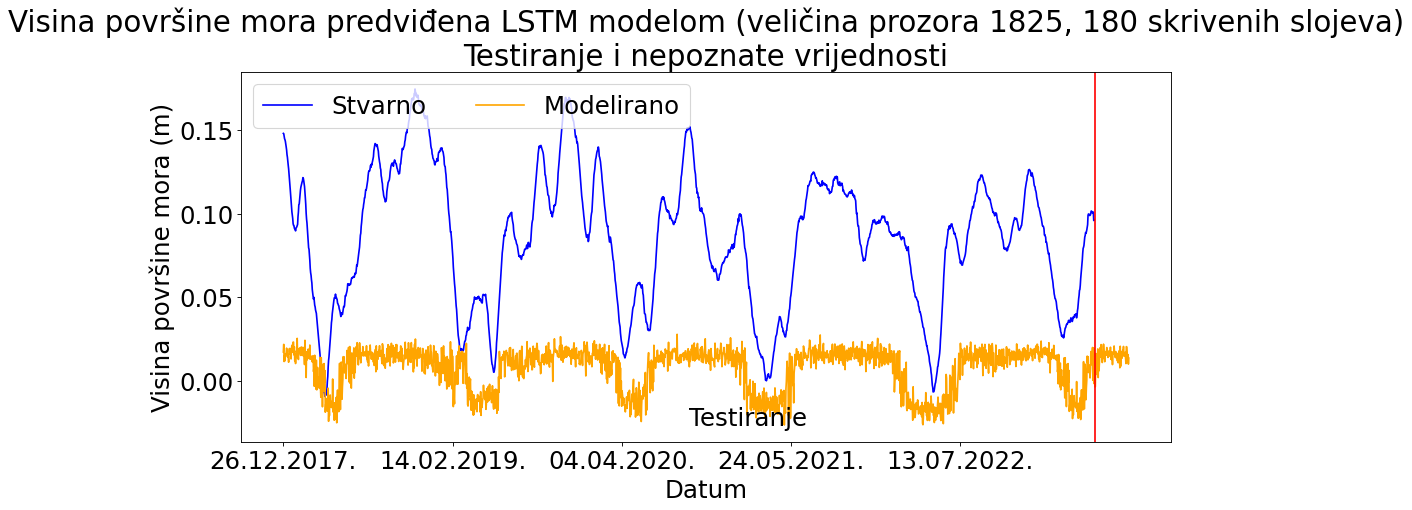 Visina površine mora predviđena LSTM modelom (veličina prozora 1825, 180 skrivenih slojeva)
Testiranje i nepoznate vrijednosti
Stvarno
Modelirano
Visina površine mora (m)
0.15
0.10
0.05
0.00
Testiranje
26.12.2017.
14.02.2019.
04.04.2020.
24.05.2021.
13.07.2022.
Datum